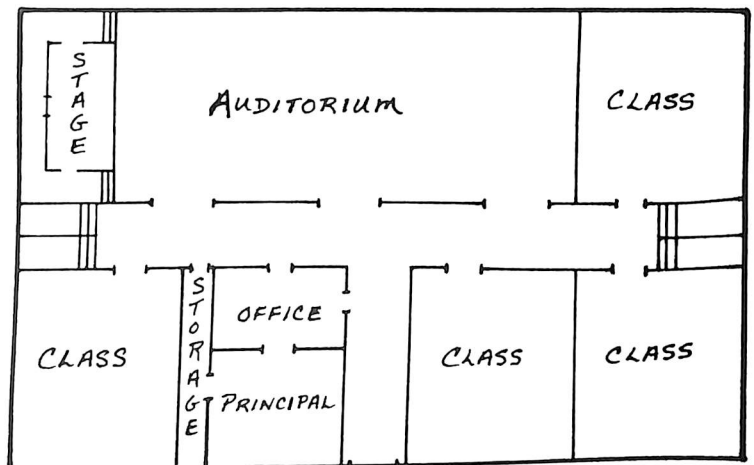 STAGE
AUDITORIUM
CLASS
CLASS
STORAGE
OFFICE
PRINCIPAL
CLASS
CLASS